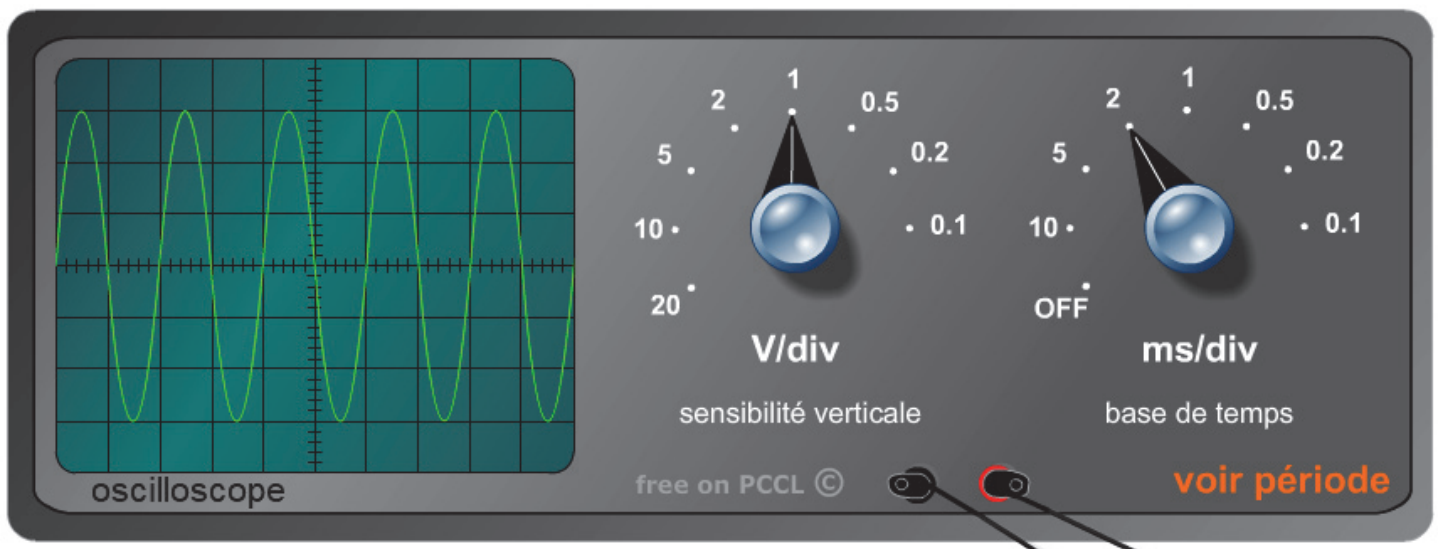 1
2
0.5
5
0.2
10
0.1
20
V/div
sensibilité verticale
1
2
0.5
5
0.2
10
0.1
OFF
ms/div
base de temps
oscilloscope
free on PCCL ©
voir période